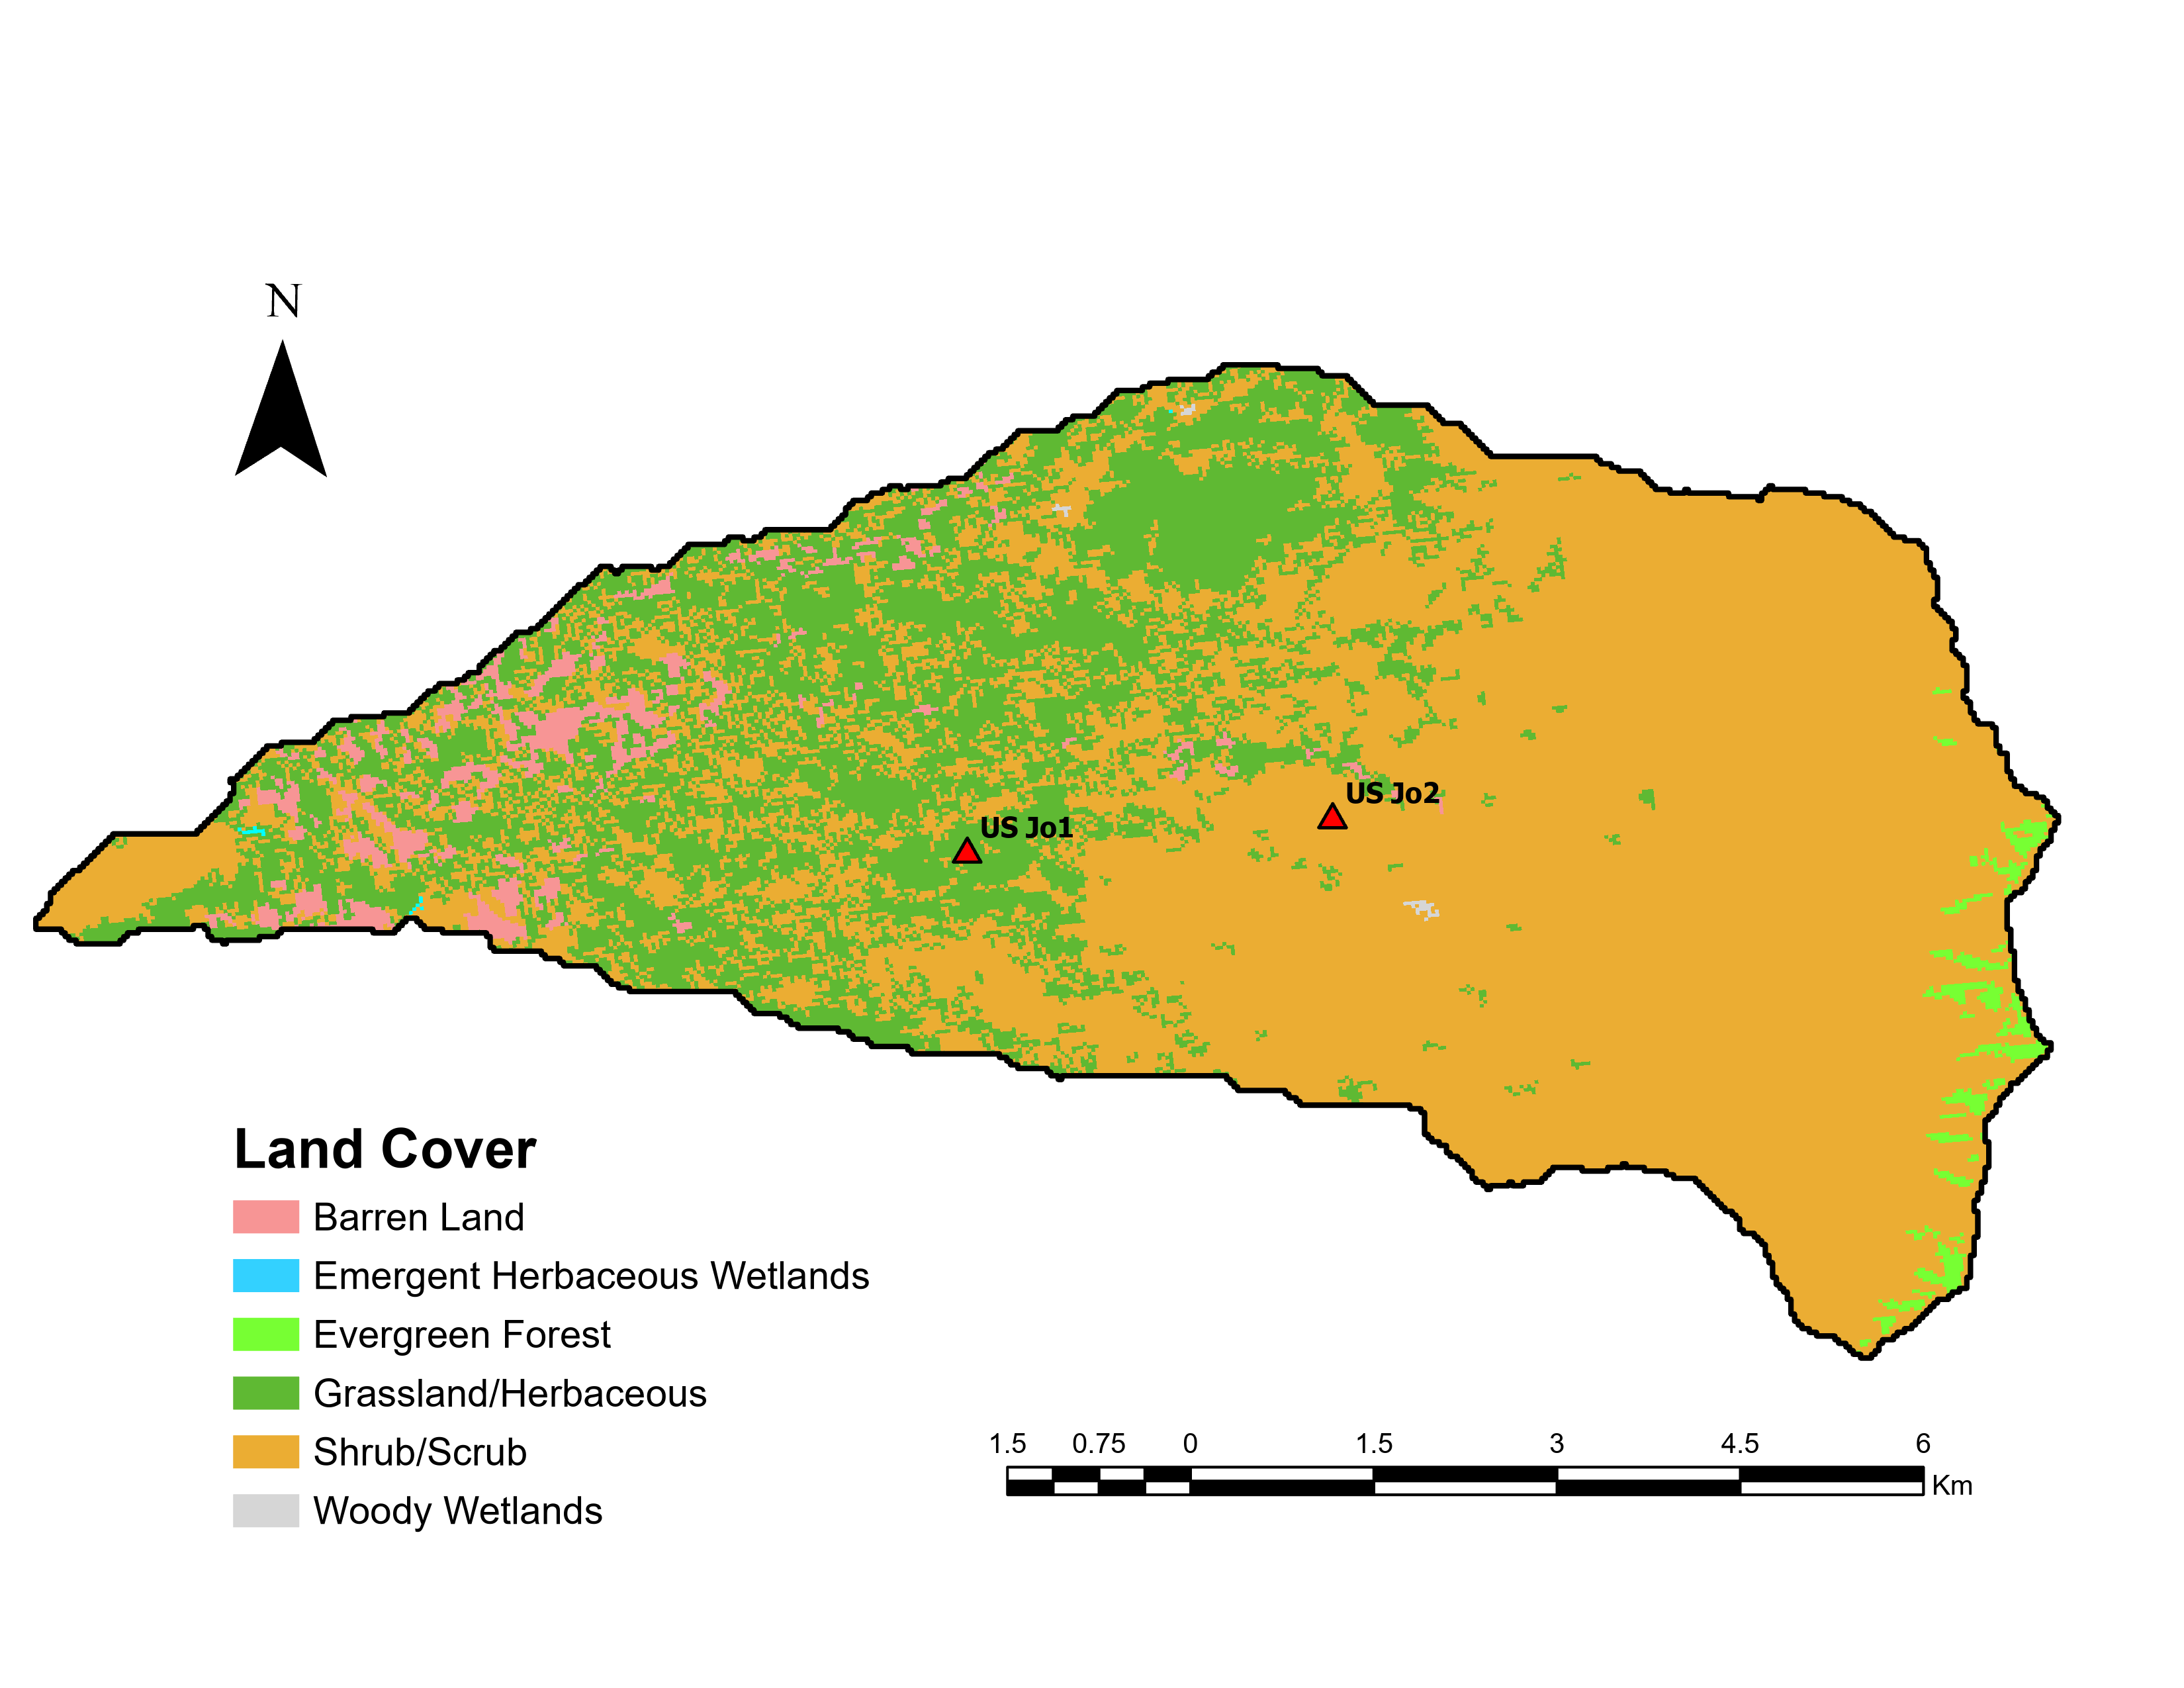 N
US Jo2
US Jo1
Land Cover
Barren Land
Emergent Herbaceous Wetlands
Evergreen Forest
Grassland/Herbaceous
Shrub/Scrub
Woody Wetlands
1.5 0.75 0 1.5 3 4.5 6
Km